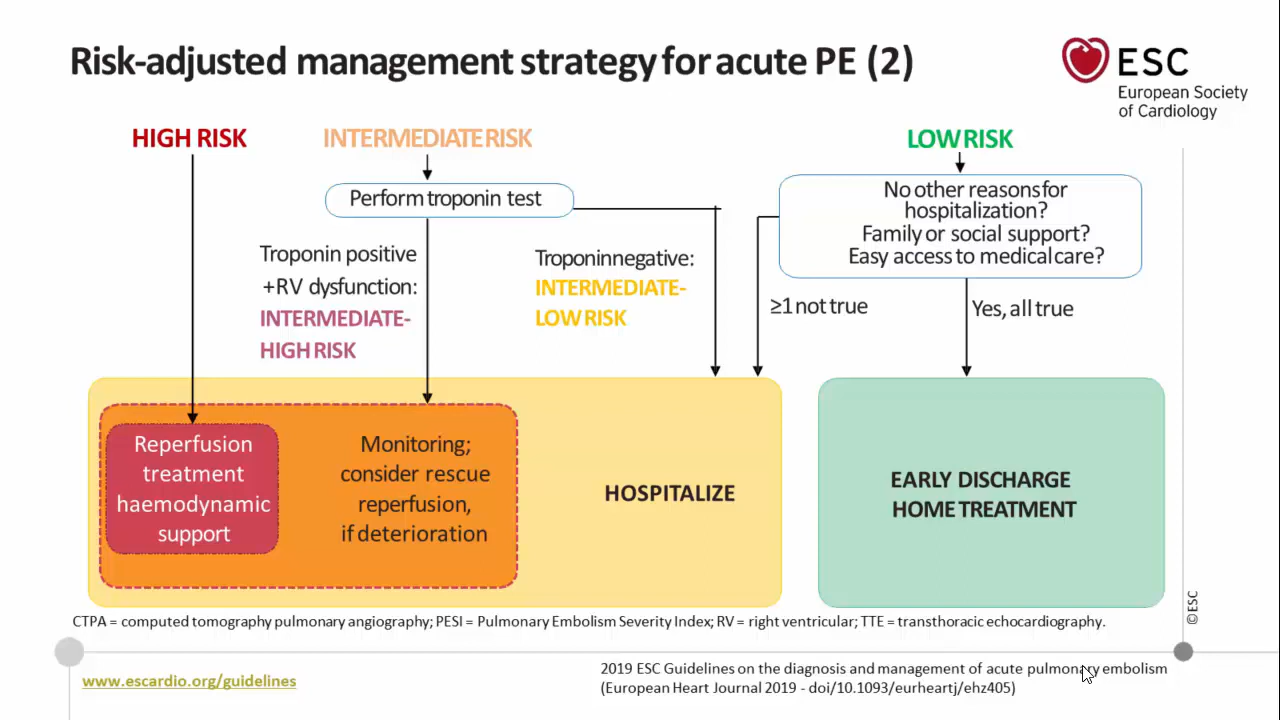 Risk-adjusted management strategy for acute PE (2)
ESC
European Society
of Cardiology
HIGH RISK
INTERMEDIATE RISK
LOW RISK
Perform troponin test
No other reasons for
hospitalization?
Family or social support?
Easy access to medical care?
Troponin positive
+RV dysfunction:
INTERMEDIATE-
HIGH RISK
Troponin negative:
INTERMEDIATE-
LOW RISK
≥1 not true
Yes, all true
Reperfusion
treatment
haemodynamic
support
Monitoring;
consider rescue
reperfusion,
if deterioration
HOSPITALIZE
EARLY DISCHARGE
HOME TREATMENT
©ESC
CTPA = computed tomography pulmonary angiography; PESI = Pulmonary Embolism Severity Index; RV = right ventricular; TTE = transthoracic echocardiography.
www.escardio.org/guidelines
2019 ESC Guidelines on the diagnosis and management of acute pulmonary embolism
(European Heart Journal 2019 - doi/10.1093/eurheartj/ehz405)